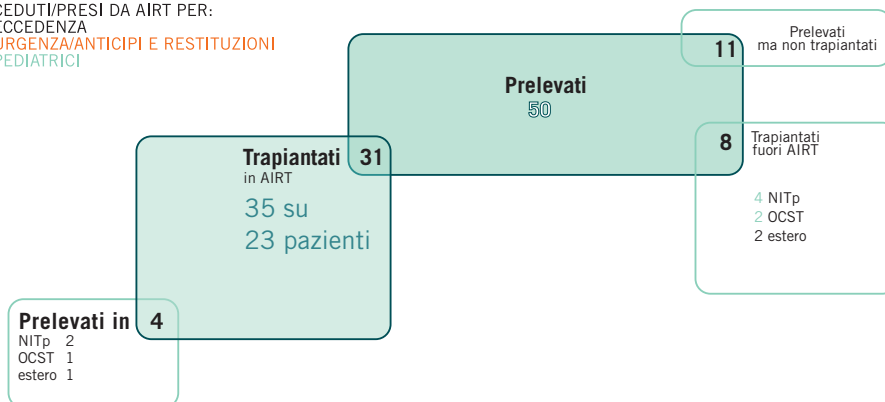 CEDUTI/PRESI DA AIRT PER:
ECCEDENZA
URGENZA/ANTICIPI E RESTITUZIONI
PEDIATRICI
11
Prelevati
ma non trapiantati
Prelevati
50
8
Trapiantati
fuori AIRT
4 NITp
2 OCST
2 estero
Trapiantati 31
in AIRT
35 su
23 pazienti
Prelevati in 4
NITp 2
OCST 1
estero 1